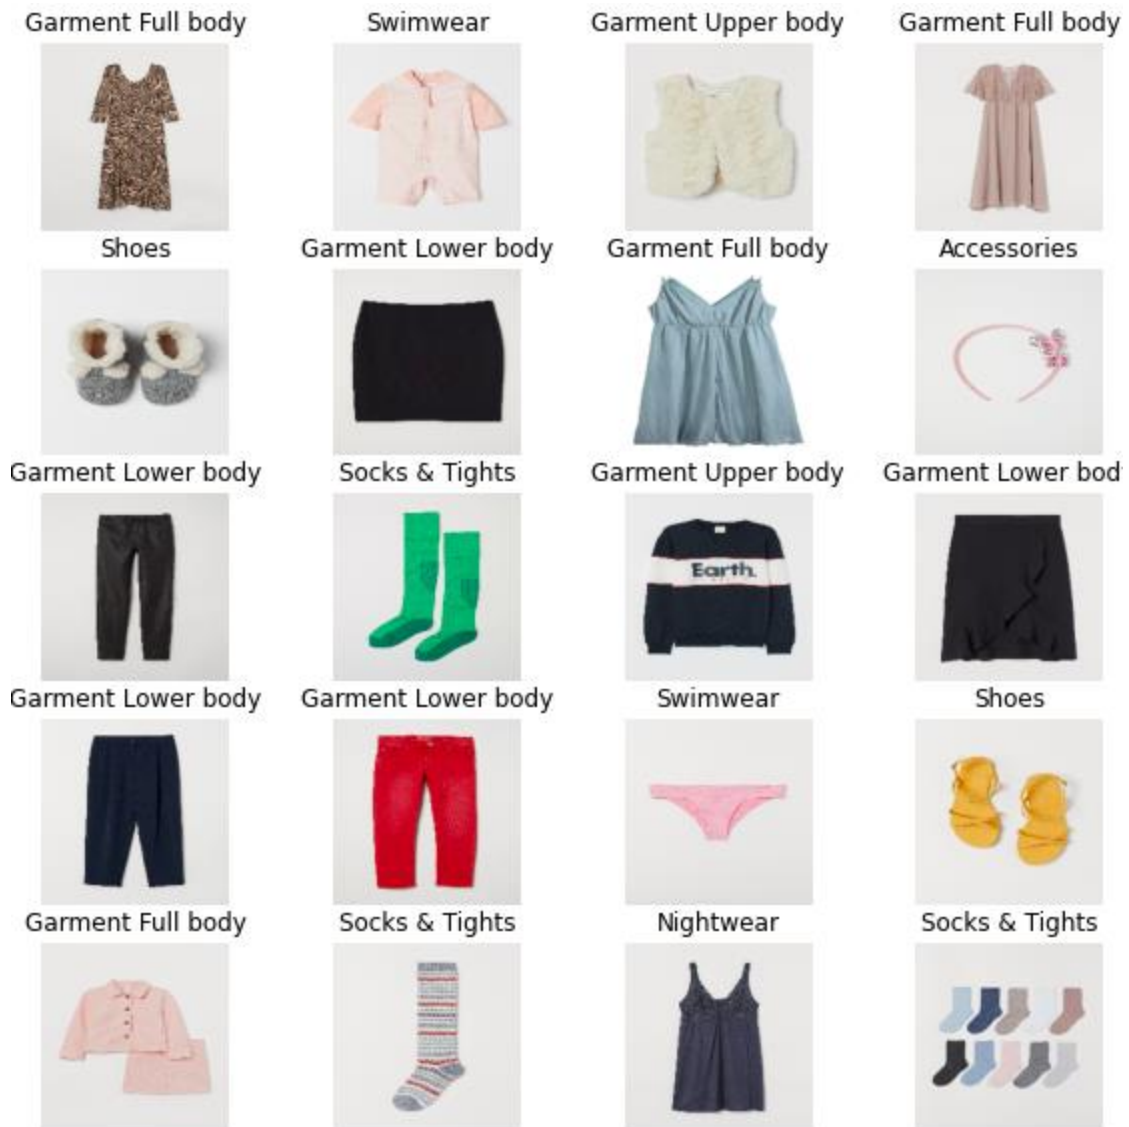 Garment Full body
Swimwear
Garment Upper body
Garment Full body
Shoes
Garment Lower body
Garment Full body
Accessories
Garment Lower body
Socks & Tights
Garment Upper body
Garment Lower bod
Earth.
Garment Lower body
Garment Lower body
Swimwear
Shoes
Garment Full body
Socks & Tights
Nightwear
Socks & Tights